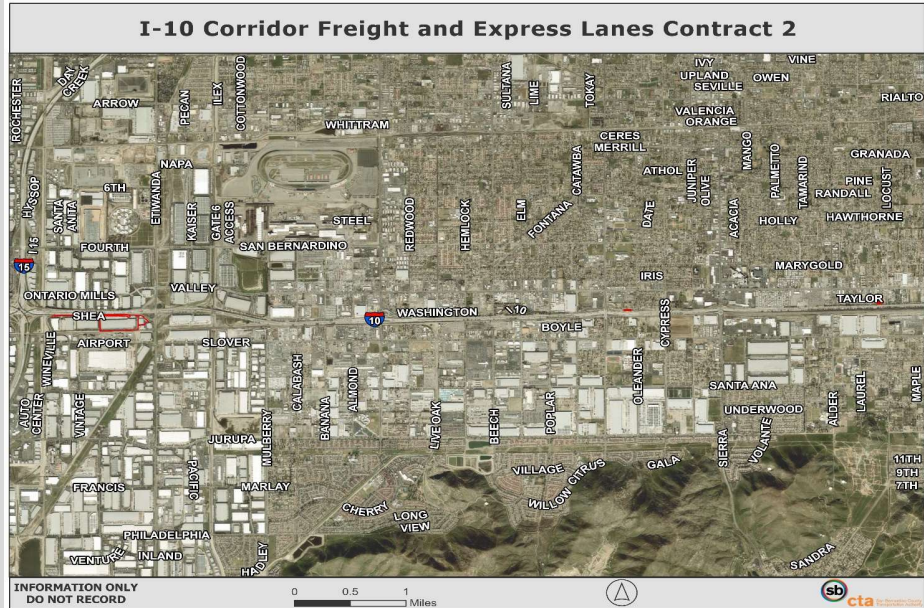 I-10 Corridor Freight and Express Lanes Contract 2
ROCHESTER
DAY CREEK
ARROW
PECAN
ILEX
COTTONWOOD
SULTANA
LIME
TOKAY
IVY
VINE
UPLAND
SEVILLE
OWEN
RIALTO
WHITTRAM
VALENCIA
ORANGE
CERES
MERRILL
MANGO
NAPA
CATAWBA
ATHOL
JUNIPER
OLIVE
PALMETTO
TAMARIND
GRANADA
PINE
RANDALL
LOCUST
HYSSOP
SANTA ANITA
6TH
ETIWANDA
KAISER
GATE 6 ACCESS
STEEL
REDWOOD
HEMLOCK
ELM
FONTANA
DATE
ACACIA
HOLLY
HAWTHORNE
I 15
FOURTH
SAN BERNARDINO
15
MARYGOLD
IRIS
VALLEY
ONTARIO MILLS
TAYLOR
SHEA
10
WASHINGTON
I 10
BOYLE
CYPRESS
AIRPORT
SLOVER
WINEVILLE
AUTO CENTER
VINTAGE
CALABASH
BANANA
ALMOND
OLEANDER
SANTA ANA
UNDERWOOD
ALDER
LAUREL
MAPLE
MULBERRY
JURUPA
LIVE OAK
BEECH
POPLAR
SIERRA
VOLANTE
PACIFIC
FRANCIS
MARLAY
VILLAGE
WILLOW
CITRUS
GALA
11TH
9TH
7TH
CHERRY
LONG VIEW
PHILADELPHIA
VENTURE
INLAND
HADLEY
SANDRA
INFORMATION ONLY
DO NOT RECORD
0 0.5 1
Miles
sb
cta